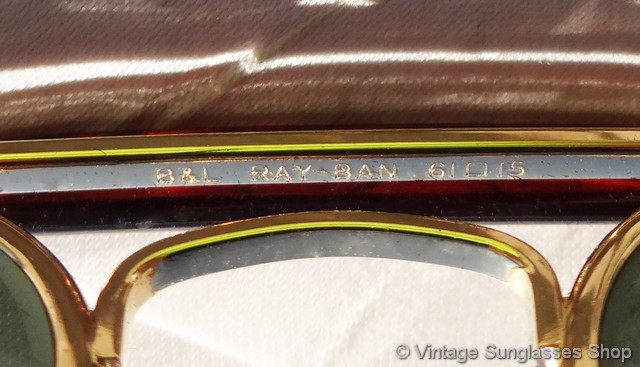 B&L RAY-BAN 61□15
© Vintage Sunglasses Shop